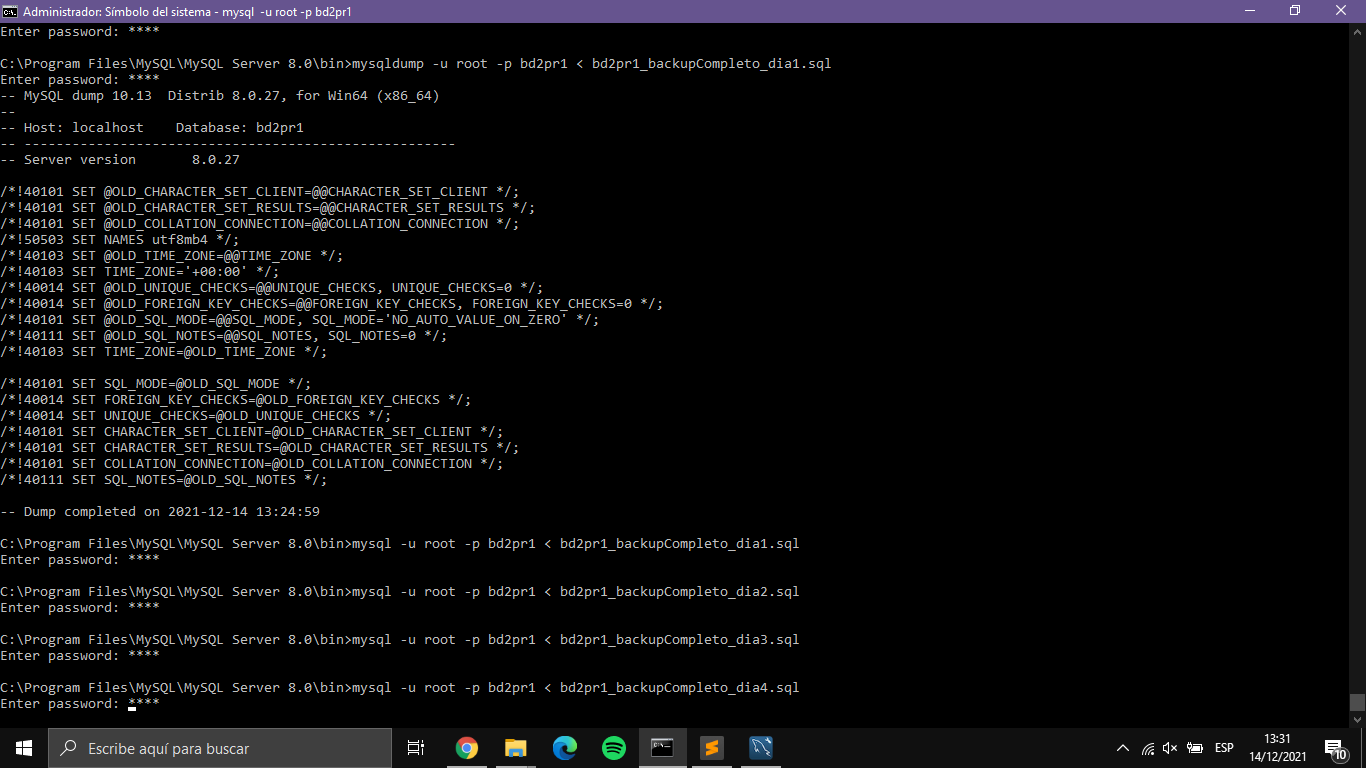 Administrador: Símbolo del sistema - mysql -u root -p bd2pr1
Enter password: ****
C:\Program Files\MySQL\MySQL Server 8.0\bin>mysqldump -u root -p bd2pr1 < bd2pr1_backupCompleto_dia1.sql
Enter password: ****
-- MySQL dump 10.13  Distrib 8.0.27, for Win64 (x86_64)
--
-- Host: localhost    Database: bd2pr1
-- ------------------------------------------------------
-- Server version       8.0.27
/*!40101 SET @OLD_CHARACTER_SET_CLIENT=@@CHARACTER_SET_CLIENT */;
/*!40101 SET @OLD_CHARACTER_SET_RESULTS=@@CHARACTER_SET_RESULTS */;
/*!40101 SET @OLD_COLLATION_CONNECTION=@@COLLATION_CONNECTION */;
/*!50503 SET NAMES utf8mb4 */;
/*!40103 SET @OLD_TIME_ZONE=@@TIME_ZONE */;
/*!40103 SET TIME_ZONE='+00:00' */;
/*!40014 SET @OLD_UNIQUE_CHECKS=@@UNIQUE_CHECKS, UNIQUE_CHECKS=0 */;
/*!40014 SET @OLD_FOREIGN_KEY_CHECKS=@@FOREIGN_KEY_CHECKS, FOREIGN_KEY_CHECKS=0 */;
/*!40101 SET @OLD_SQL_MODE=@@SQL_MODE, SQL_MODE='NO_AUTO_VALUE_ON_ZERO' */;
/*!40111 SET @OLD_SQL_NOTES=@@SQL_NOTES, SQL_NOTES=0 */;
/*!40103 SET TIME_ZONE=@OLD_TIME_ZONE */;
/*!40101 SET SQL_MODE=@OLD_SQL_MODE */;
/*!40014 SET FOREIGN_KEY_CHECKS=@OLD_FOREIGN_KEY_CHECKS */;
/*!40014 SET UNIQUE_CHECKS=@OLD_UNIQUE_CHECKS */;
/*!40101 SET CHARACTER_SET_CLIENT=@OLD_CHARACTER_SET_CLIENT */;
/*!40101 SET CHARACTER_SET_RESULTS=@OLD_CHARACTER_SET_RESULTS */;
/*!40101 SET COLLATION_CONNECTION=@OLD_COLLATION_CONNECTION */;
/*!40111 SET SQL_NOTES=@OLD_SQL_NOTES */;
-- Dump completed on 2021-12-14 13:24:59
C:\Program Files\MySQL\MySQL Server 8.0\bin>mysql -u root -p bd2pr1 < bd2pr1_backupCompleto_dia1.sql
Enter password: ****
C:\Program Files\MySQL\MySQL Server 8.0\bin>mysql -u root -p bd2pr1 < bd2pr1_backupCompleto_dia2.sql
Enter password: ****
C:\Program Files\MySQL\MySQL Server 8.0\bin>mysql -u root -p bd2pr1 < bd2pr1_backupCompleto_dia3.sql
Enter password: ****
C:\Program Files\MySQL\MySQL Server 8.0\bin>mysql -u root -p bd2pr1 < bd2pr1_backupCompleto_dia4.sql
Enter password: ****
Escribe aquí para buscar
ESP
13:31
14/12/2021
10